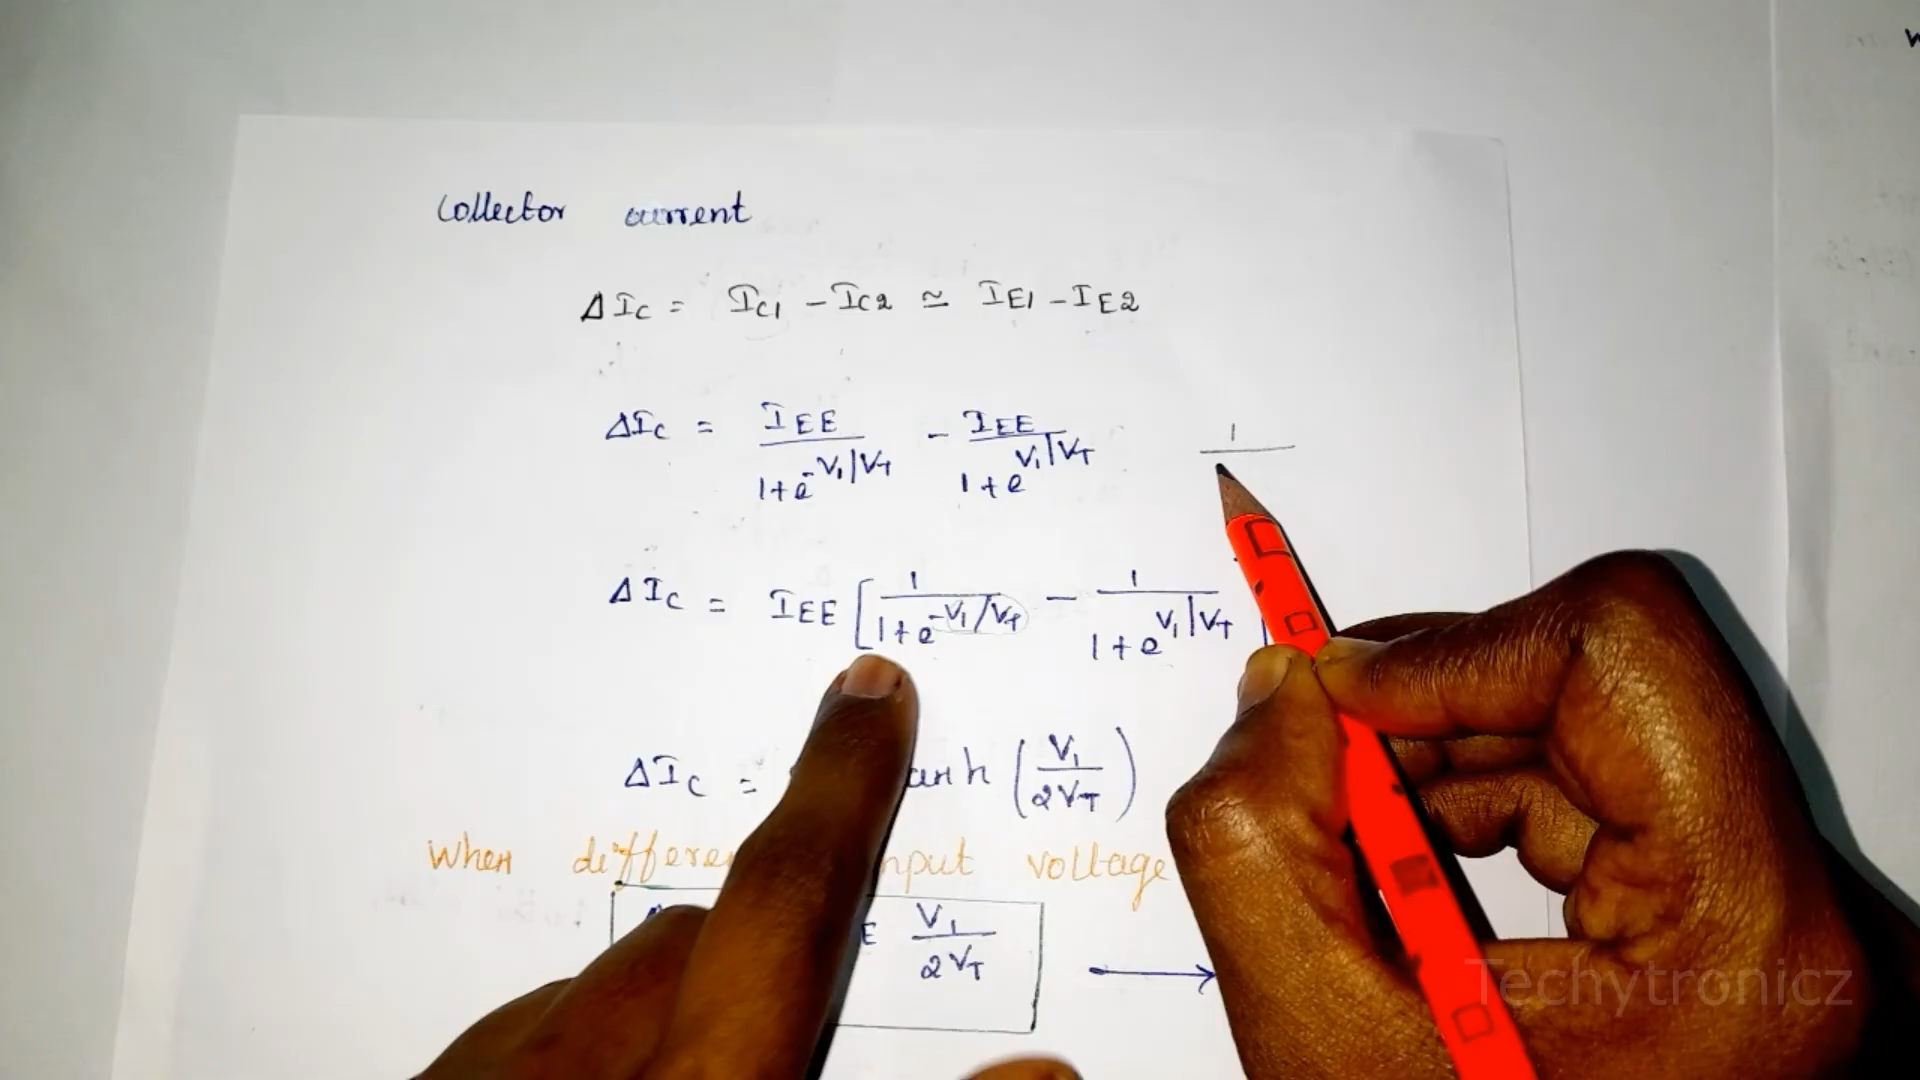 Collector current
ΔIC = IC1 - IC2 ≃ IE1 - IE2
ΔIC = IEE / 1+e^-V1/VT - IEE / 1+e^V1/VT
1
ΔIC = IEE [ 1 / 1+e^-V1/VT - 1 / 1+e^V1/VT ]
ΔIC = (V1 / 2VT)
When input voltage
V1 / 2VT →
Techytronicz